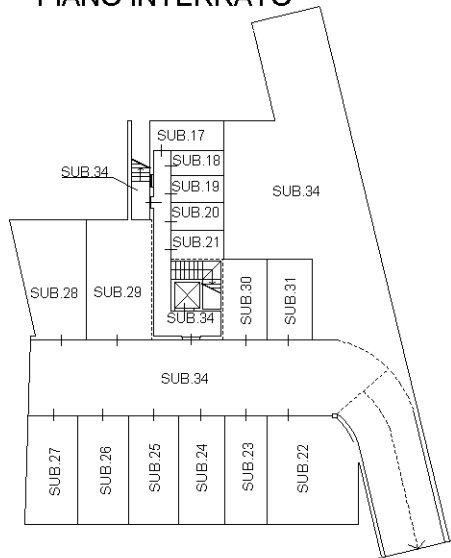 PIANO INTERRATO
SUB.17
SUB.18
SUB.34
SUB.19
SUB.34
SUB.20
SUB.21
SUB.28
SUB.29
SUB.30
SUB.31
SUB.34
SUB.34
SUB.27
SUB.26
SUB.25
SUB.24
SUB.23
SUB.22